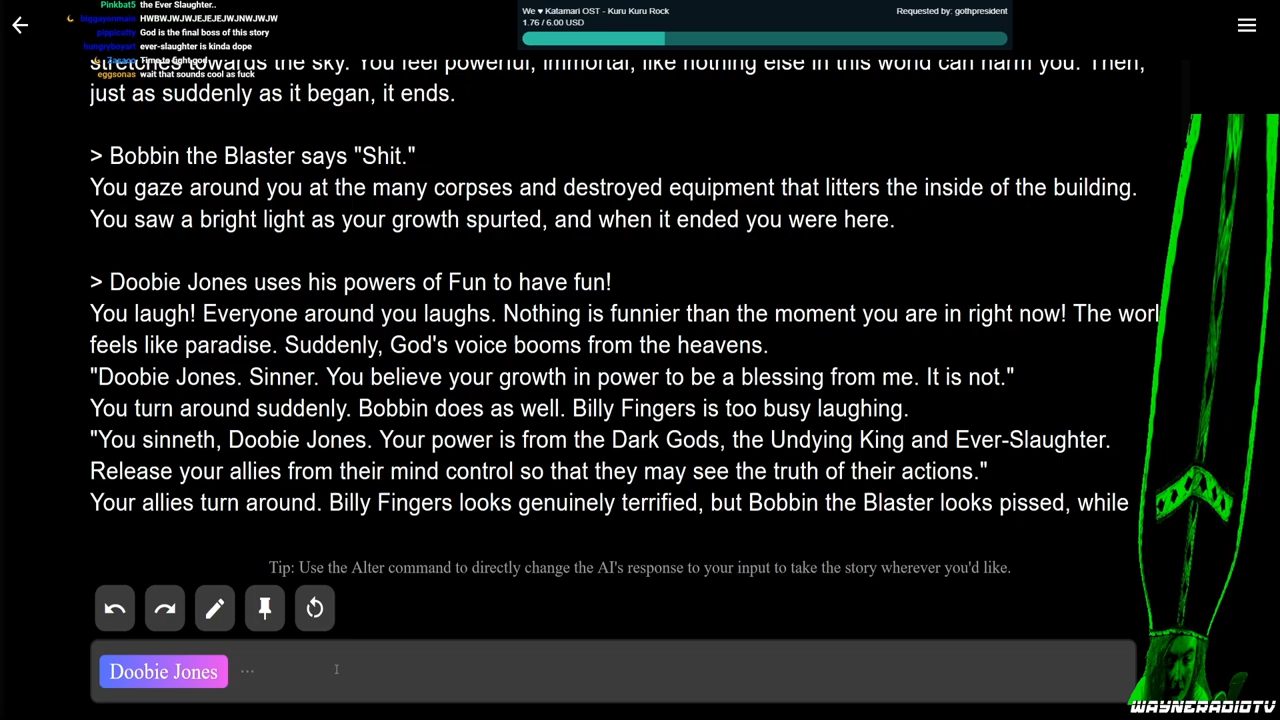 Pinkbat5 the Ever Slaughter..
biggayonmain HWBWJWJWJEJEJEJWJNWJWJW
pippicatty God is the final boss of this story
hungryboyart ever-slaughter is kinda dope
Time to fight god
eggsonas wait that sounds cool as fuck
We ♥ Katamari OST - Kuru Kuru Rock
Requested by: gothpresident
1.76 / 6.00 USD
stretches towards the sky. You feel powerful, immortal, like nothing else in this world can harm you. Then,
just as suddenly as it began, it ends.
> Bobbin the Blaster says "Shit."
You gaze around you at the many corpses and destroyed equipment that litters the inside of the building.
You saw a bright light as your growth spurted, and when it ended you were here.
> Doobie Jones uses his powers of Fun to have fun!
You laugh! Everyone around you laughs. Nothing is funnier than the moment you are in right now! The worl
feels like paradise. Suddenly, God's voice booms from the heavens.
"Doobie Jones. Sinner. You believe your growth in power to be a blessing from me. It is not."
You turn around suddenly. Bobbin does as well. Billy Fingers is too busy laughing.
"You sinneth, Doobie Jones. Your power is from the Dark Gods, the Undying King and Ever-Slaughter.
Release your allies from their mind control so that they may see the truth of their actions."
Your allies turn around. Billy Fingers looks genuinely terrified, but Bobbin the Blaster looks pissed, while
Tip: Use the Alter command to directly change the AI's response to your input to take the story wherever you'd like.
Doobie Jones ...
WAYNERADIOTV